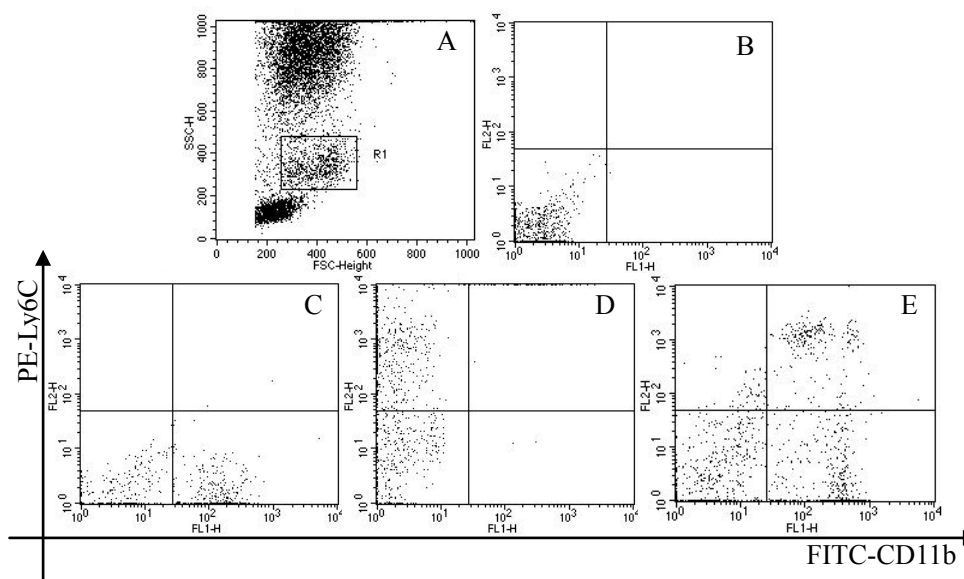 A
1000
800
600
400
200
0
SSC-H
R1
0 200 400 600 800 1000
FSC-Height
B
10^4
10^3
10^2
10^1
10^0
FL2-H
10^0 10^1 10^2 10^3 10^4
FL1-H
PE-Ly6C
C
10^4
10^3
10^2
10^1
10^0
FL2-H
10^0 10^1 10^2 10^3 10^4
FL1-H
D
10^4
10^3
10^2
10^1
10^0
FL2-H
10^0 10^1 10^2 10^3 10^4
FL1-H
E
10^4
10^3
10^2
10^1
10^0
FL2-H
10^0 10^1 10^2 10^3 10^4
FL1-H
FITC-CD11b